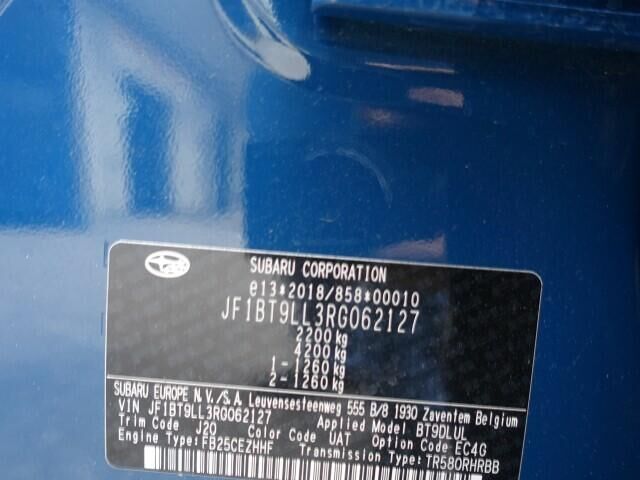 SUBARU CORPORATION
e13*2018/858*00010
JF1BT9LL3RG062127
2200 kg
4200 kg
1 - 1260 kg
2 - 1260 kg
SUBARU EUROPE N.V./S.A. Leuvensesteenweg 555 B/8 1930 Zaventem Belgium
VIN JF1BT9LL3RG062127 Applied Model BT9DLUL
Trim Code J20 Color Code UAT Option Code EC4G
Engine Type:FB25CEZHHF Transmission Type:TR580RHRBB